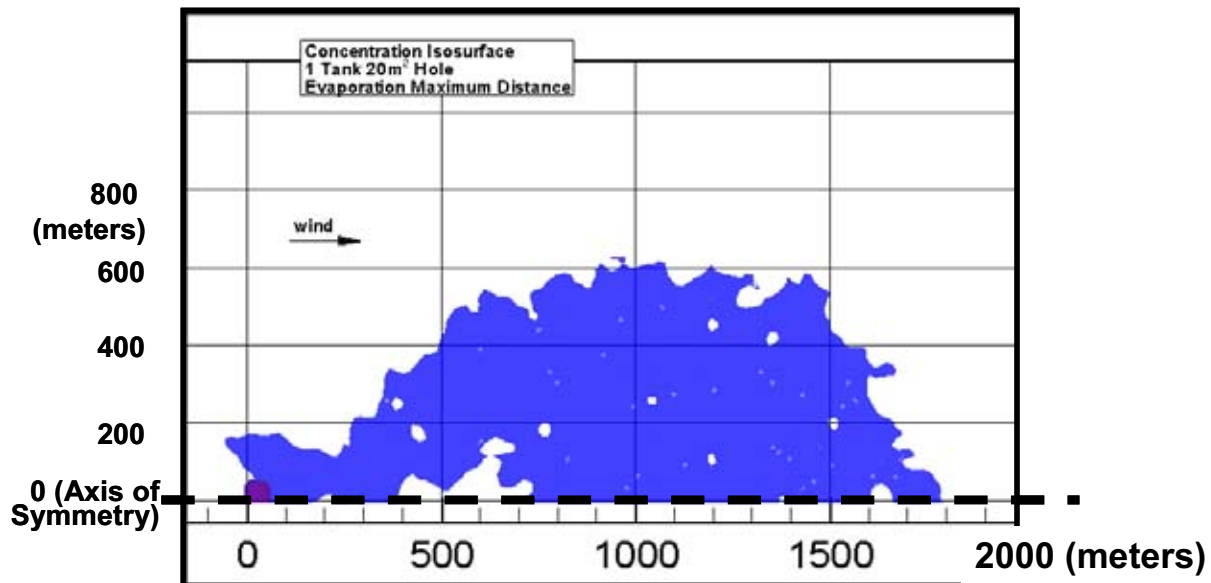 Concentration Isosurface
1 Tank 20m² Hole
Evaporation Maximum Distance
800
(meters)
wind
600
400
200
0 (Axis of
Symmetry)
0
500
1000
1500
2000 (meters)